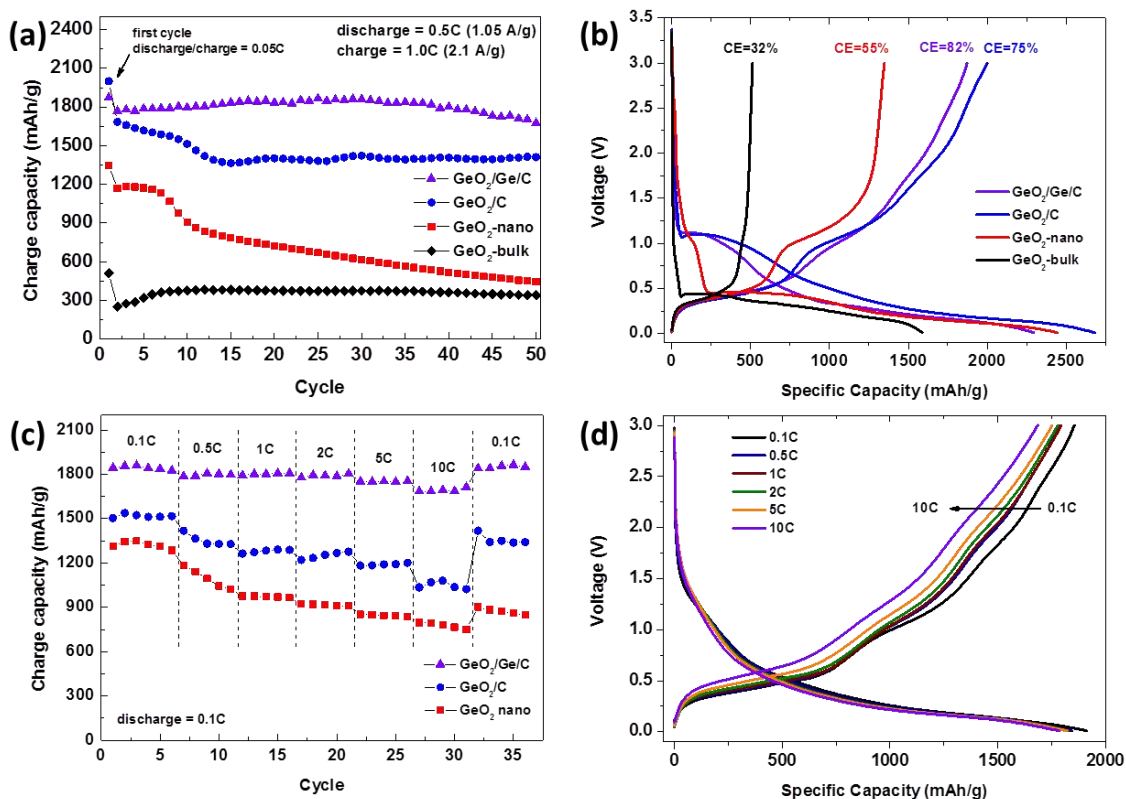 (a)
first cycle
discharge/charge = 0.05C
discharge = 0.5C (1.05 A/g)
charge = 1.0C (2.1 A/g)
2100
1800
1500
1200
900
600
300
0
Charge capacity (mAh/g)
GeO₂/Ge/C
GeO₂/C
GeO₂-nano
GeO₂-bulk
0 5 10 15 20 25 30 35 40 45 50
Cycle
(b)
CE=32% CE=55% CE=82% CE=75%
3.5
3.0
2.5
2.0
1.5
1.0
0.5
0.0
Voltage (V)
GeO₂/Ge/C
GeO₂/C
GeO₂-nano
GeO₂-bulk
0 500 1000 1500 2000 2500
Specific Capacity (mAh/g)
(c)
0.1C 0.5C 1C 2C 5C 10C 0.1C
2100
1800
1500
1200
900
600
300
0
Charge capacity (mAh/g)
GeO₂/Ge/C
GeO₂/C
GeO₂ nano
discharge = 0.1C
0 5 10 15 20 25 30 35
Cycle
(d)
3.0
2.5
2.0
1.5
1.0
0.5
0.0
Voltage (V)
0.1C
0.5C
1C
2C
5C
10C
10C 0.1C
0 500 1000 1500 2000
Specific Capacity (mAh/g)